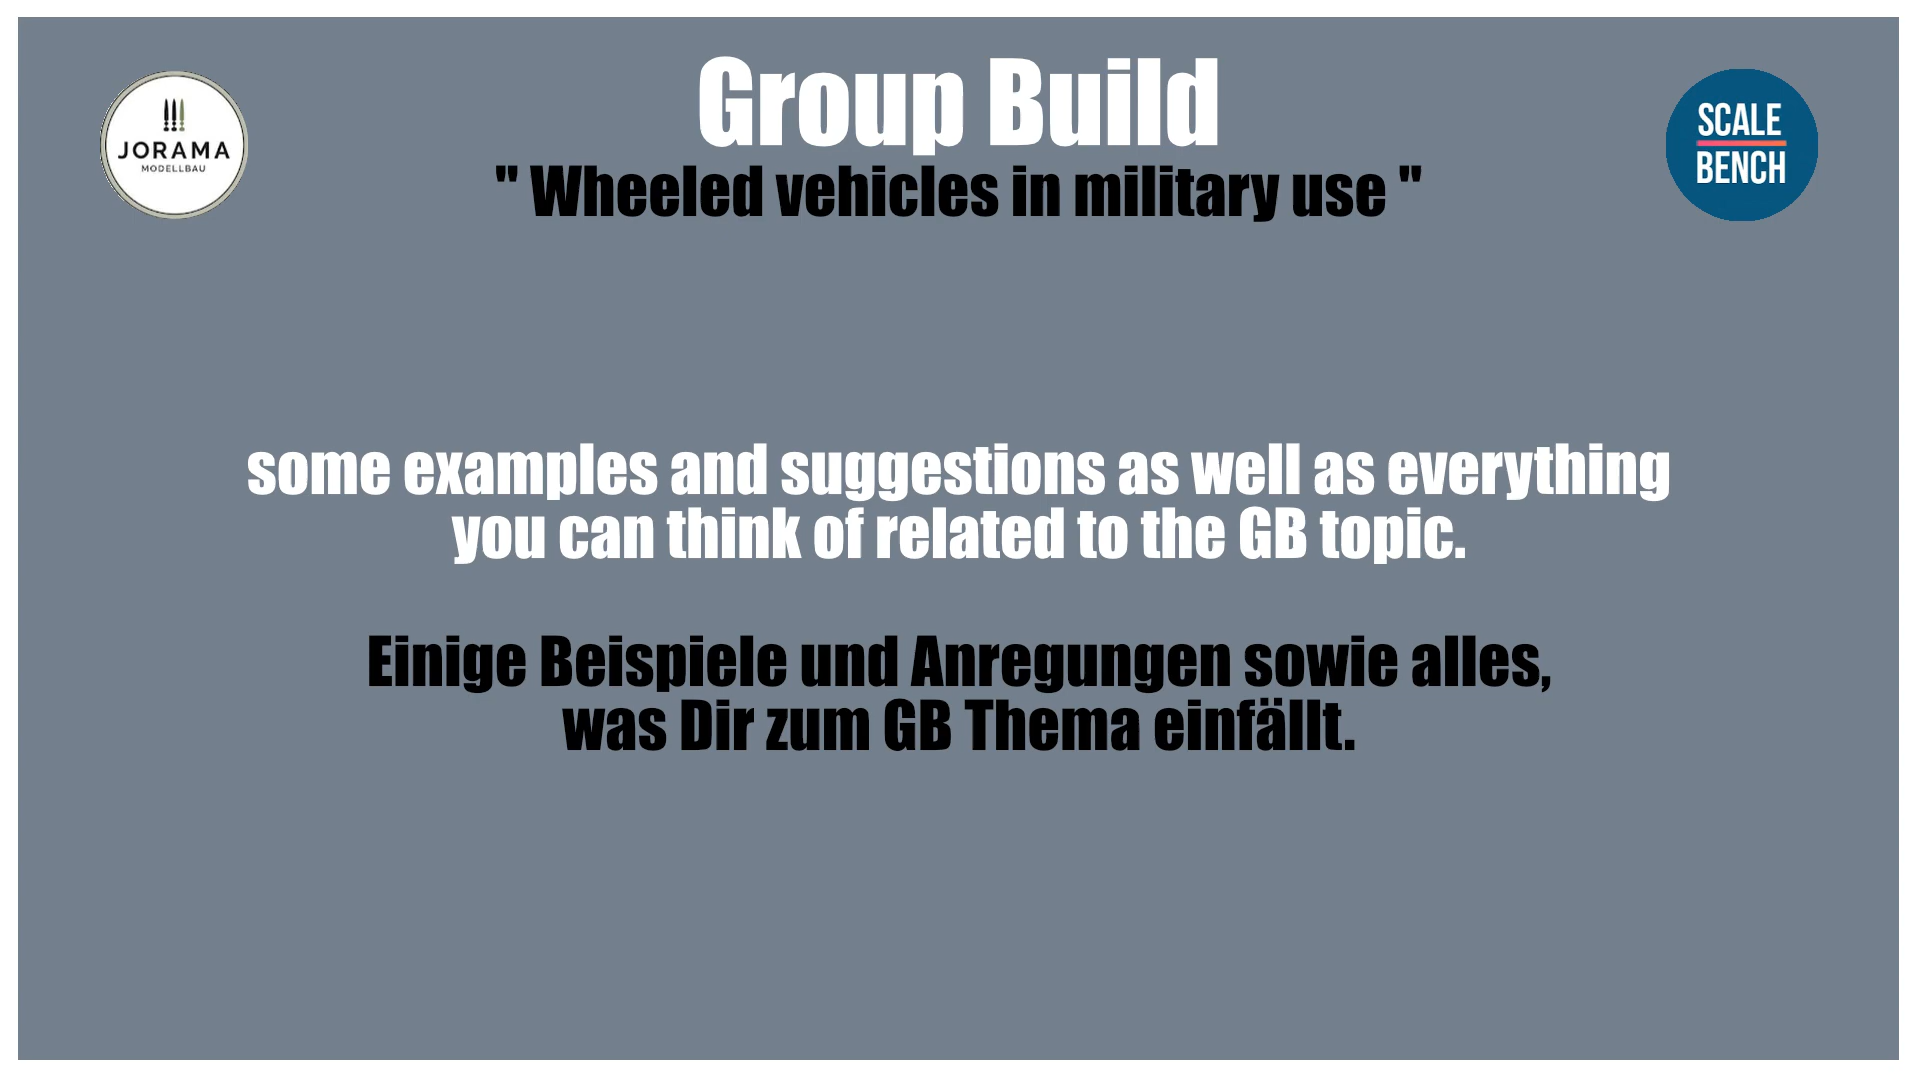 Group Build
" Wheeled vehicles in military use "
JORAMA
MODELLBAU
SCALE
BENCH
some examples and suggestions as well as everything
you can think of related to the GB topic.
Einige Beispiele und Anregungen sowie alles,
was Dir zum GB Thema einfällt.